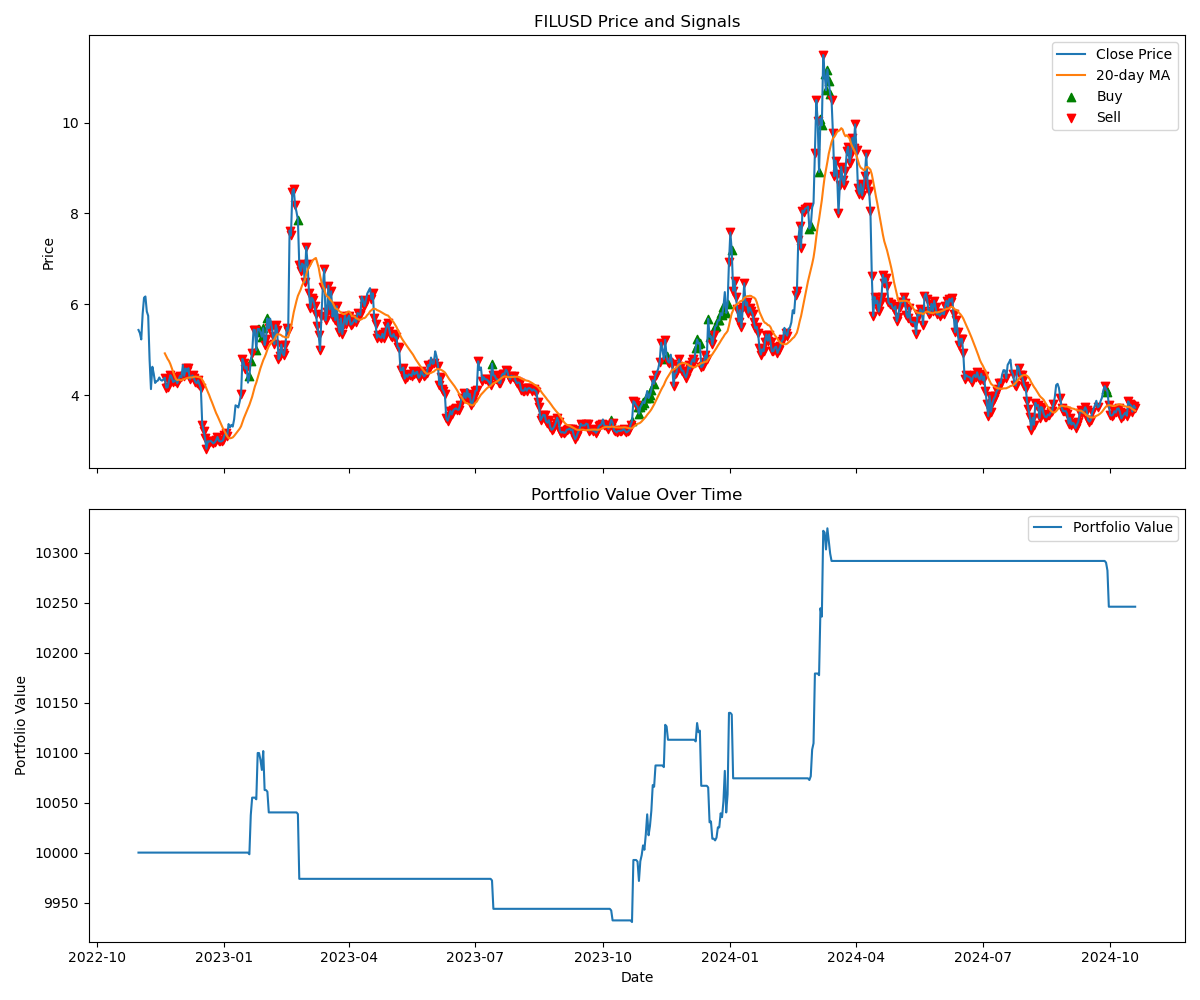 FILUSD Price and Signals
Close Price
20-day MA
Buy
Sell
Price
10
8
6
4
Portfolio Value Over Time
Portfolio Value
Portfolio Value
10300
10250
10200
10150
10100
10050
10000
9950
2022-10
2023-01
2023-04
2023-07
2023-10
2024-01
2024-04
2024-07
2024-10
Date